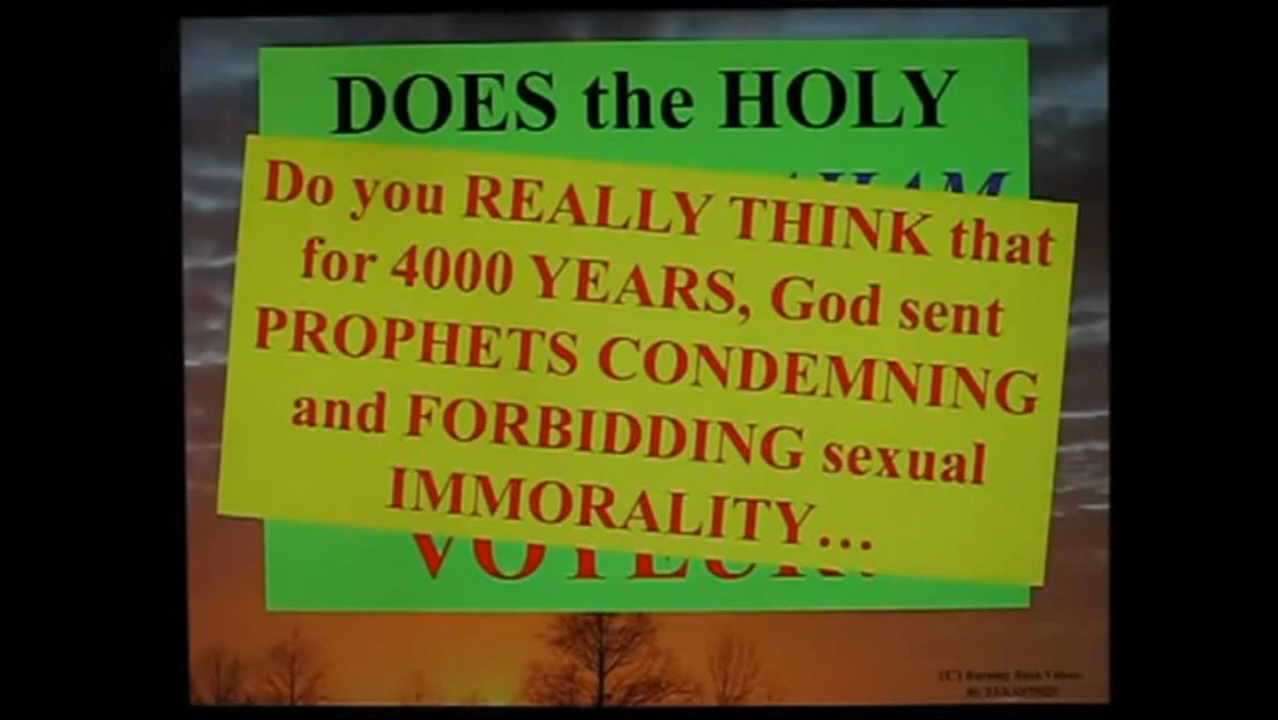 DOES the HOLY
Do you REALLY THINK that
for 4000 YEARS, God sent
PROPHETS CONDEMNING
and FORBIDDING sexual
IMMORALITY...